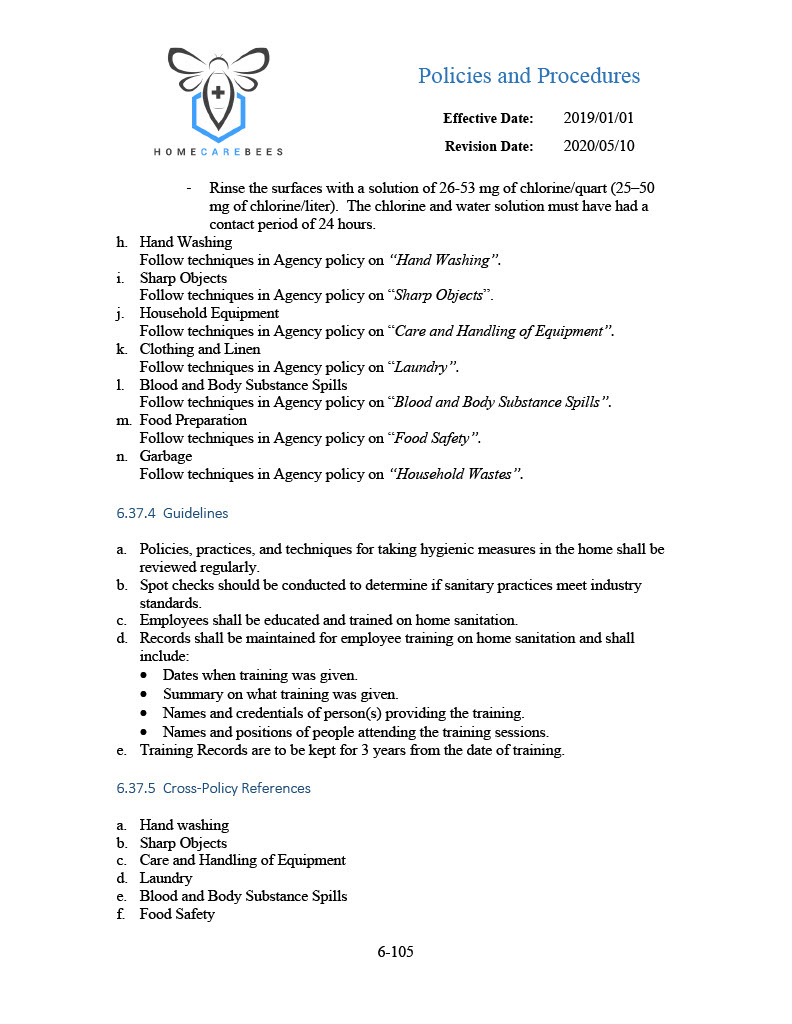 Policies and Procedures
Effective Date: 2019/01/01
Revision Date: 2020/05/10
HOMECAREBEES
- Rinse the surfaces with a solution of 26-53 mg of chlorine/quart (25–50
mg of chlorine/liter). The chlorine and water solution must have had a
contact period of 24 hours.
h. Hand Washing
Follow techniques in Agency policy on “Hand Washing”.
i. Sharp Objects
Follow techniques in Agency policy on “Sharp Objects”.
j. Household Equipment
Follow techniques in Agency policy on “Care and Handling of Equipment”.
k. Clothing and Linen
Follow techniques in Agency policy on “Laundry”.
l. Blood and Body Substance Spills
Follow techniques in Agency policy on “Blood and Body Substance Spills”.
m. Food Preparation
Follow techniques in Agency policy on “Food Safety”.
n. Garbage
Follow techniques in Agency policy on “Household Wastes”.
6.37.4 Guidelines
a. Policies, practices, and techniques for taking hygienic measures in the home shall be
reviewed regularly.
b. Spot checks should be conducted to determine if sanitary practices meet industry
standards.
c. Employees shall be educated and trained on home sanitation.
d. Records shall be maintained for employee training on home sanitation and shall
include:
• Dates when training was given.
• Summary on what training was given.
• Names and credentials of person(s) providing the training.
• Names and positions of people attending the training sessions.
e. Training Records are to be kept for 3 years from the date of training.
6.37.5 Cross-Policy References
a. Hand washing
b. Sharp Objects
c. Care and Handling of Equipment
d. Laundry
e. Blood and Body Substance Spills
f. Food Safety
6-105